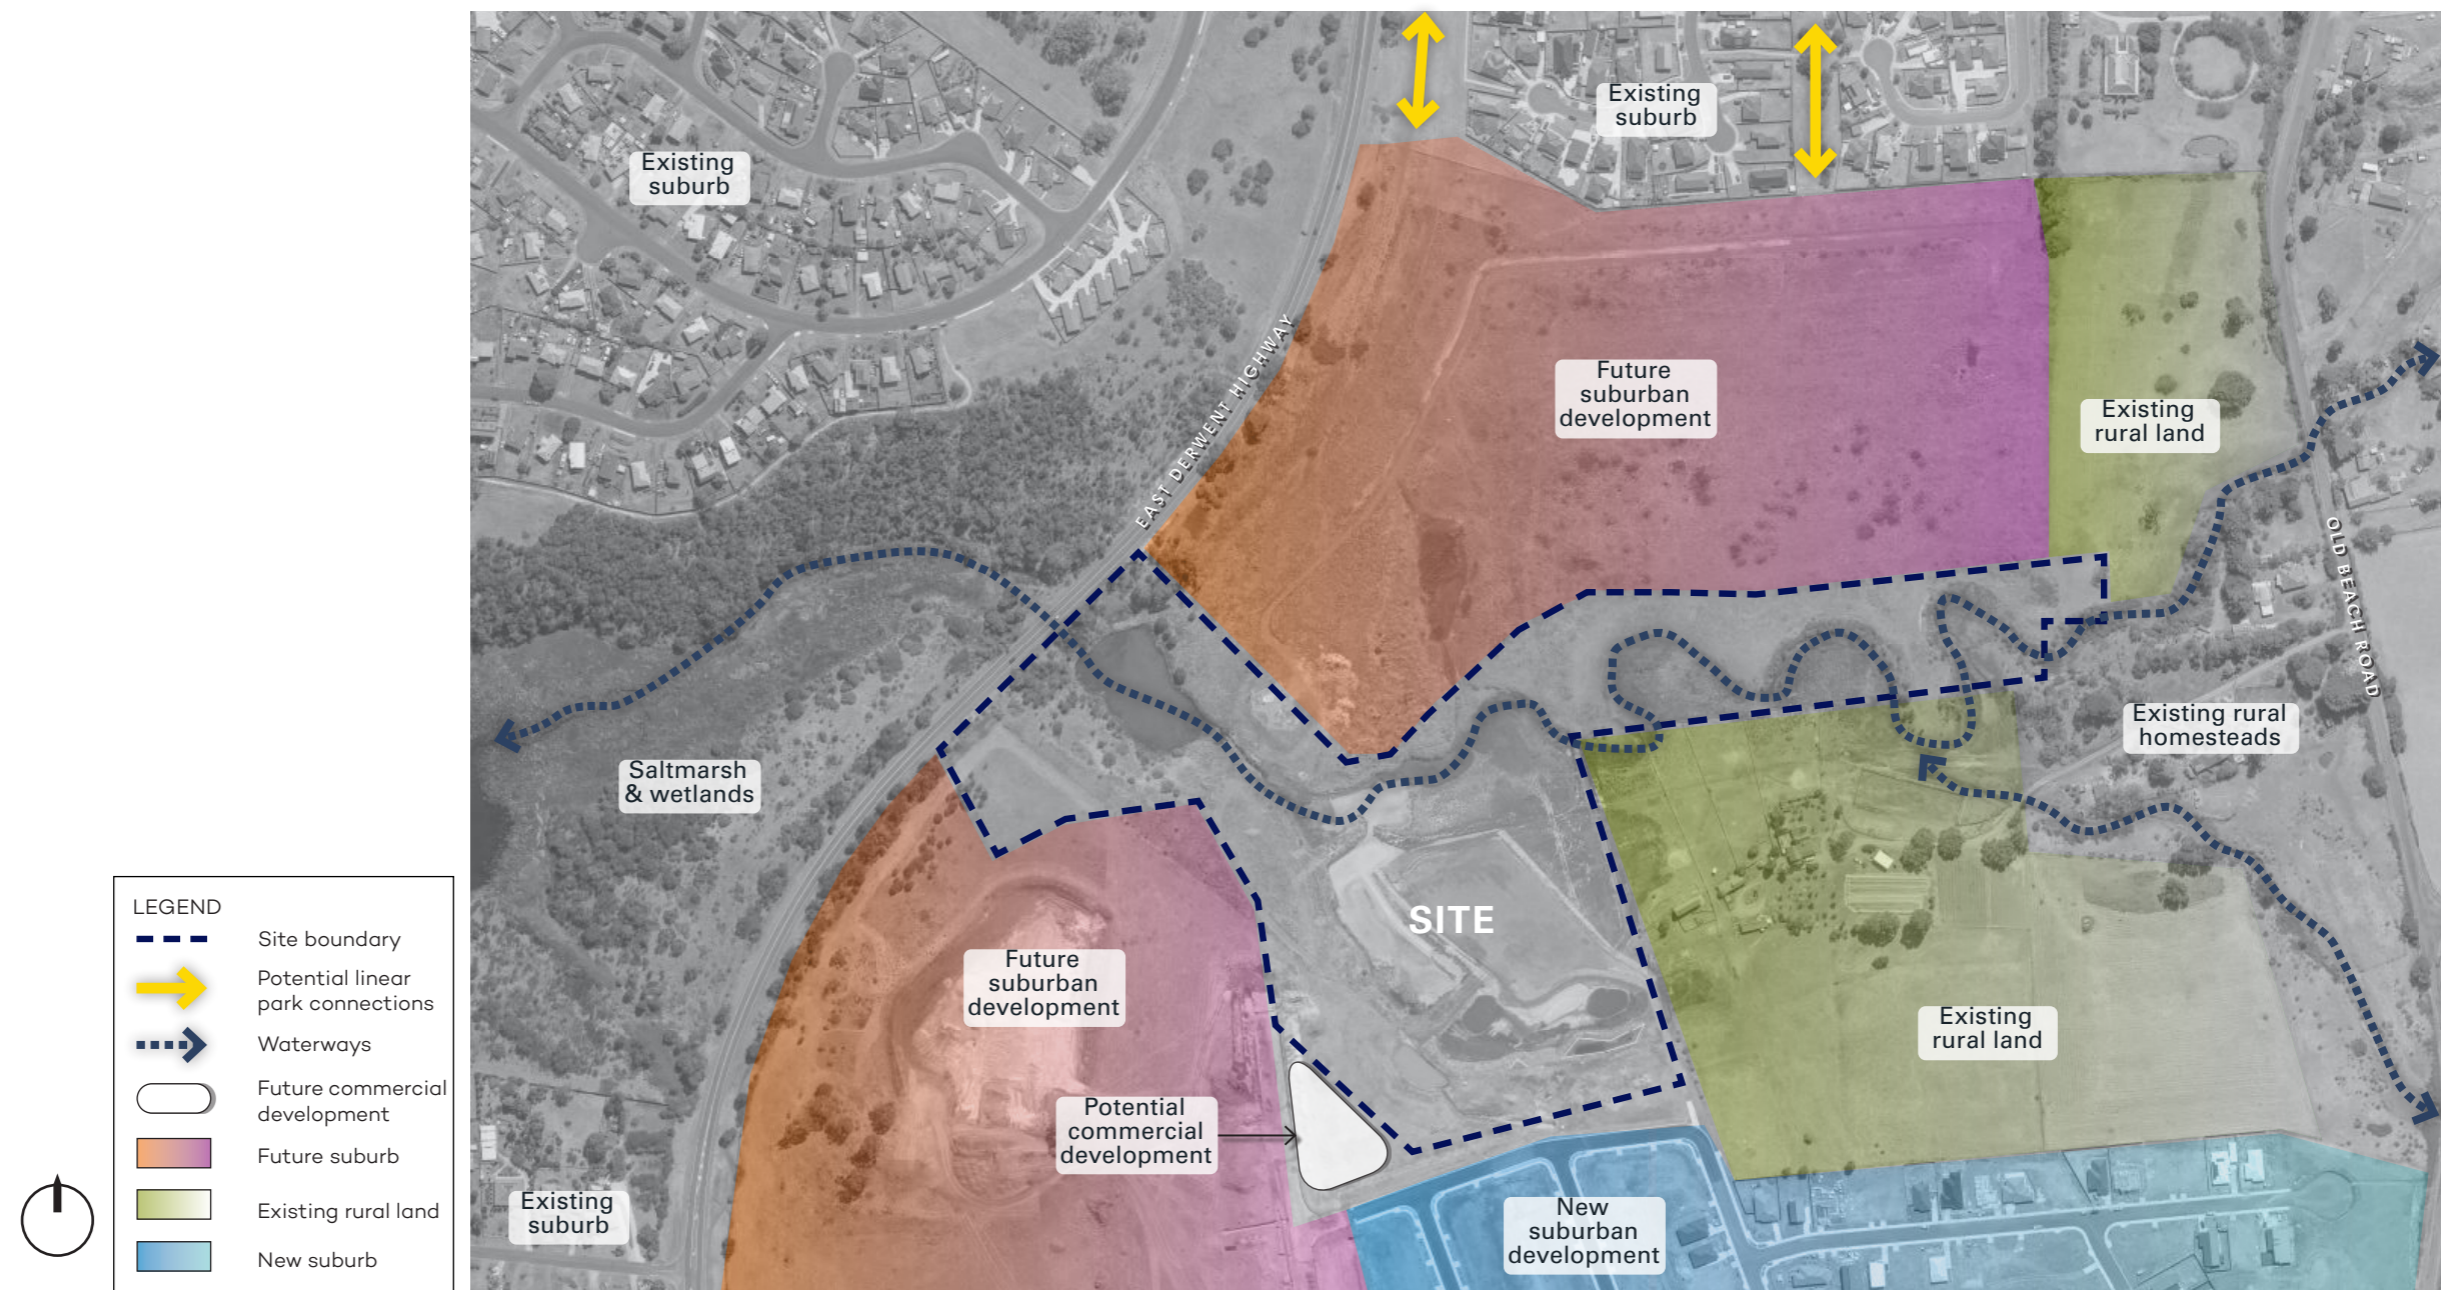 Existing
suburb
Existing
suburb
EAST DERWENT HIGHWAY
Future
suburban
development
Existing
rural land
OLD BEACH ROAD
Existing rural
homesteads
Saltmarsh
& wetlands
SITE
Future
suburban
development
Existing
rural land
Potential
commercial
development
Existing
suburb
New
suburban
development
LEGEND
Site boundary
Potential linear
park connections
Waterways
Future commercial
development
Future suburb
Existing rural land
New suburb